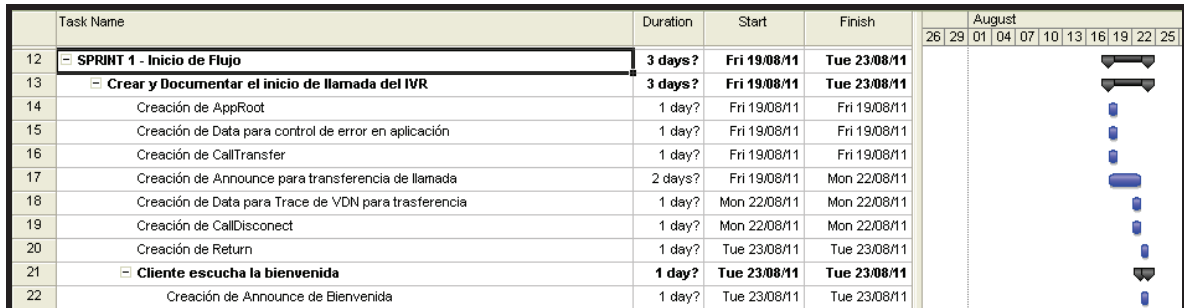 Task Name Duration Start Finish August
26 29 01 04 07 10 13 16 19 22 25
12 SPRINT 1 - Inicio de Flujo 3 days? Fri 19/08/11 Tue 23/08/11
13 Crear y Documentar el inicio de llamada del IVR 3 days? Fri 19/08/11 Tue 23/08/11
14 Creación de AppRoot 1 day? Fri 19/08/11 Fri 19/08/11
15 Creación de Data para control de error en aplicación 1 day? Fri 19/08/11 Fri 19/08/11
16 Creación de CallTransfer 1 day? Fri 19/08/11 Fri 19/08/11
17 Creación de Announce para transferencia de llamada 2 days? Fri 19/08/11 Mon 22/08/11
18 Creación de Data para Trace de VDN para trasferencia 1 day? Mon 22/08/11 Mon 22/08/11
19 Creación de CallDisconect 1 day? Mon 22/08/11 Mon 22/08/11
20 Creación de Return 1 day? Tue 23/08/11 Tue 23/08/11
21 Cliente escucha la bienvenida 1 day? Tue 23/08/11 Tue 23/08/11
22 Creación de Announce de Bienvenida 1 day? Tue 23/08/11 Tue 23/08/11